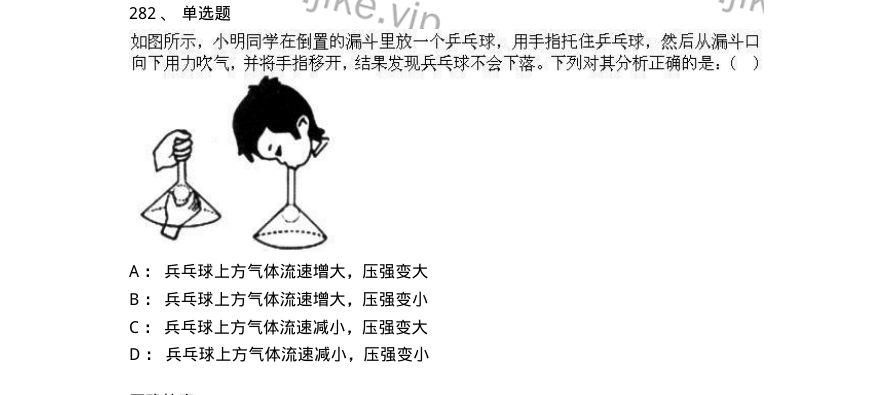 282 、 单选题
如图所示，小明同学在倒置的漏斗里放一个乒乓球，用手指托住乒乓球，然后从漏斗口
向下用力吹气，并将手指移开，结果发现兵乓球不会下落。下列对其分析正确的是：（ ）
A ： 兵乓球上方气体流速增大，压强变大
B ： 兵乓球上方气体流速增大，压强变小
C ： 兵乓球上方气体流速减小，压强变大
D ： 兵乓球上方气体流速减小，压强变小